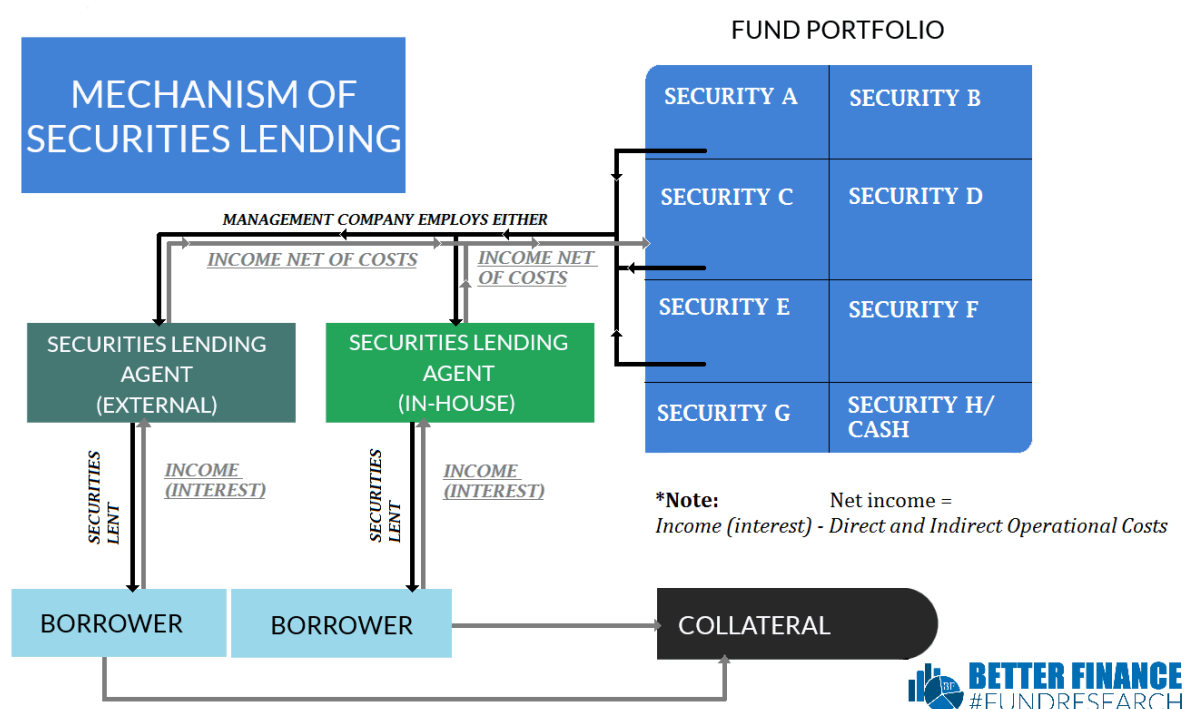 FUND PORTFOLIO
MECHANISM OF
SECURITIES LENDING
SECURITY A
SECURITY B
SECURITY C
SECURITY D
SECURITY E
SECURITY F
SECURITY G
SECURITY H/
CASH
MANAGEMENT COMPANY EMPLOYS EITHER
INCOME NET OF COSTS
INCOME NET
OF COSTS
SECURITIES LENDING
AGENT
(EXTERNAL)
SECURITIES LENDING
AGENT
(IN-HOUSE)
SECURITIES
LENT
INCOME
(INTEREST)
SECURITIES
LENT
INCOME
(INTEREST)
*Note: Net income =
Income (interest) - Direct and Indirect Operational Costs
BORROWER
BORROWER
COLLATERAL
BF
BETTER FINANCE
#FUNDRESEARCH